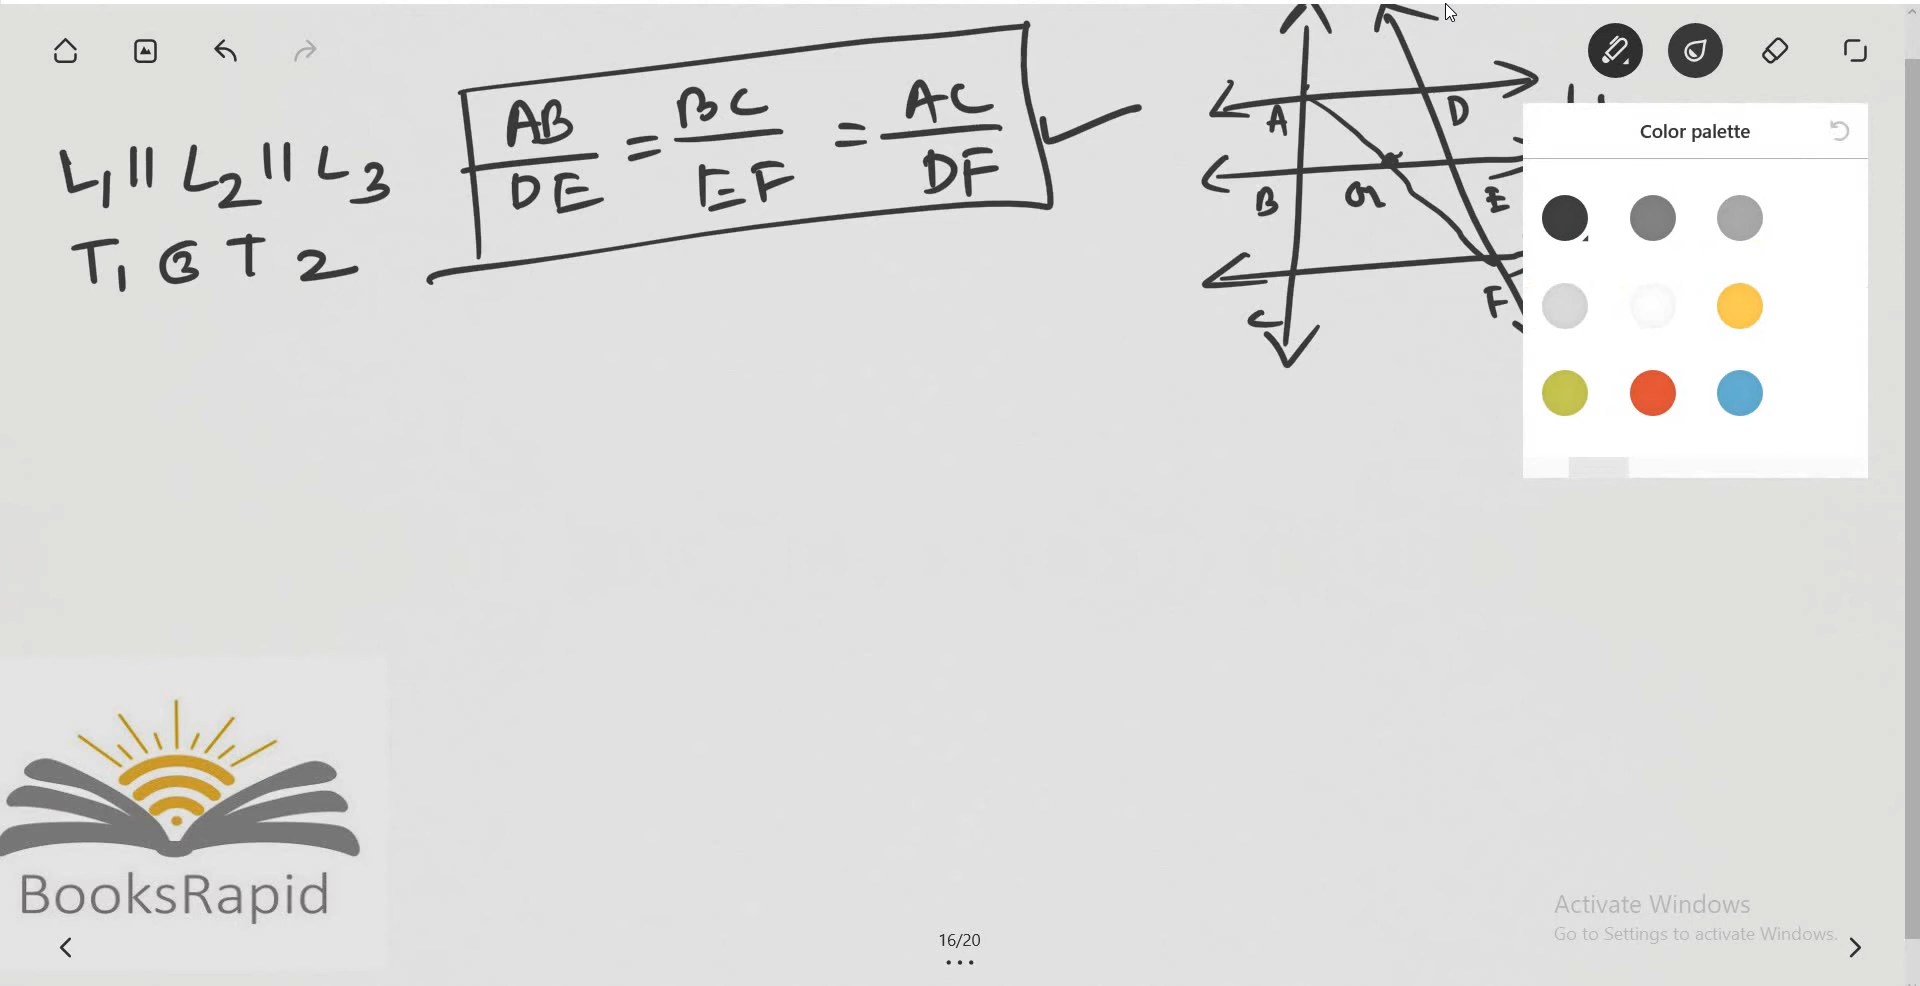 L₁ || L₂ || L₃
T₁ @ T 2
AB/DE = BC/EF = AC/DF
A
D
B
G
E
C
F
Color palette
BooksRapid
16/20
Activate Windows
Go to Settings to activate Windows.